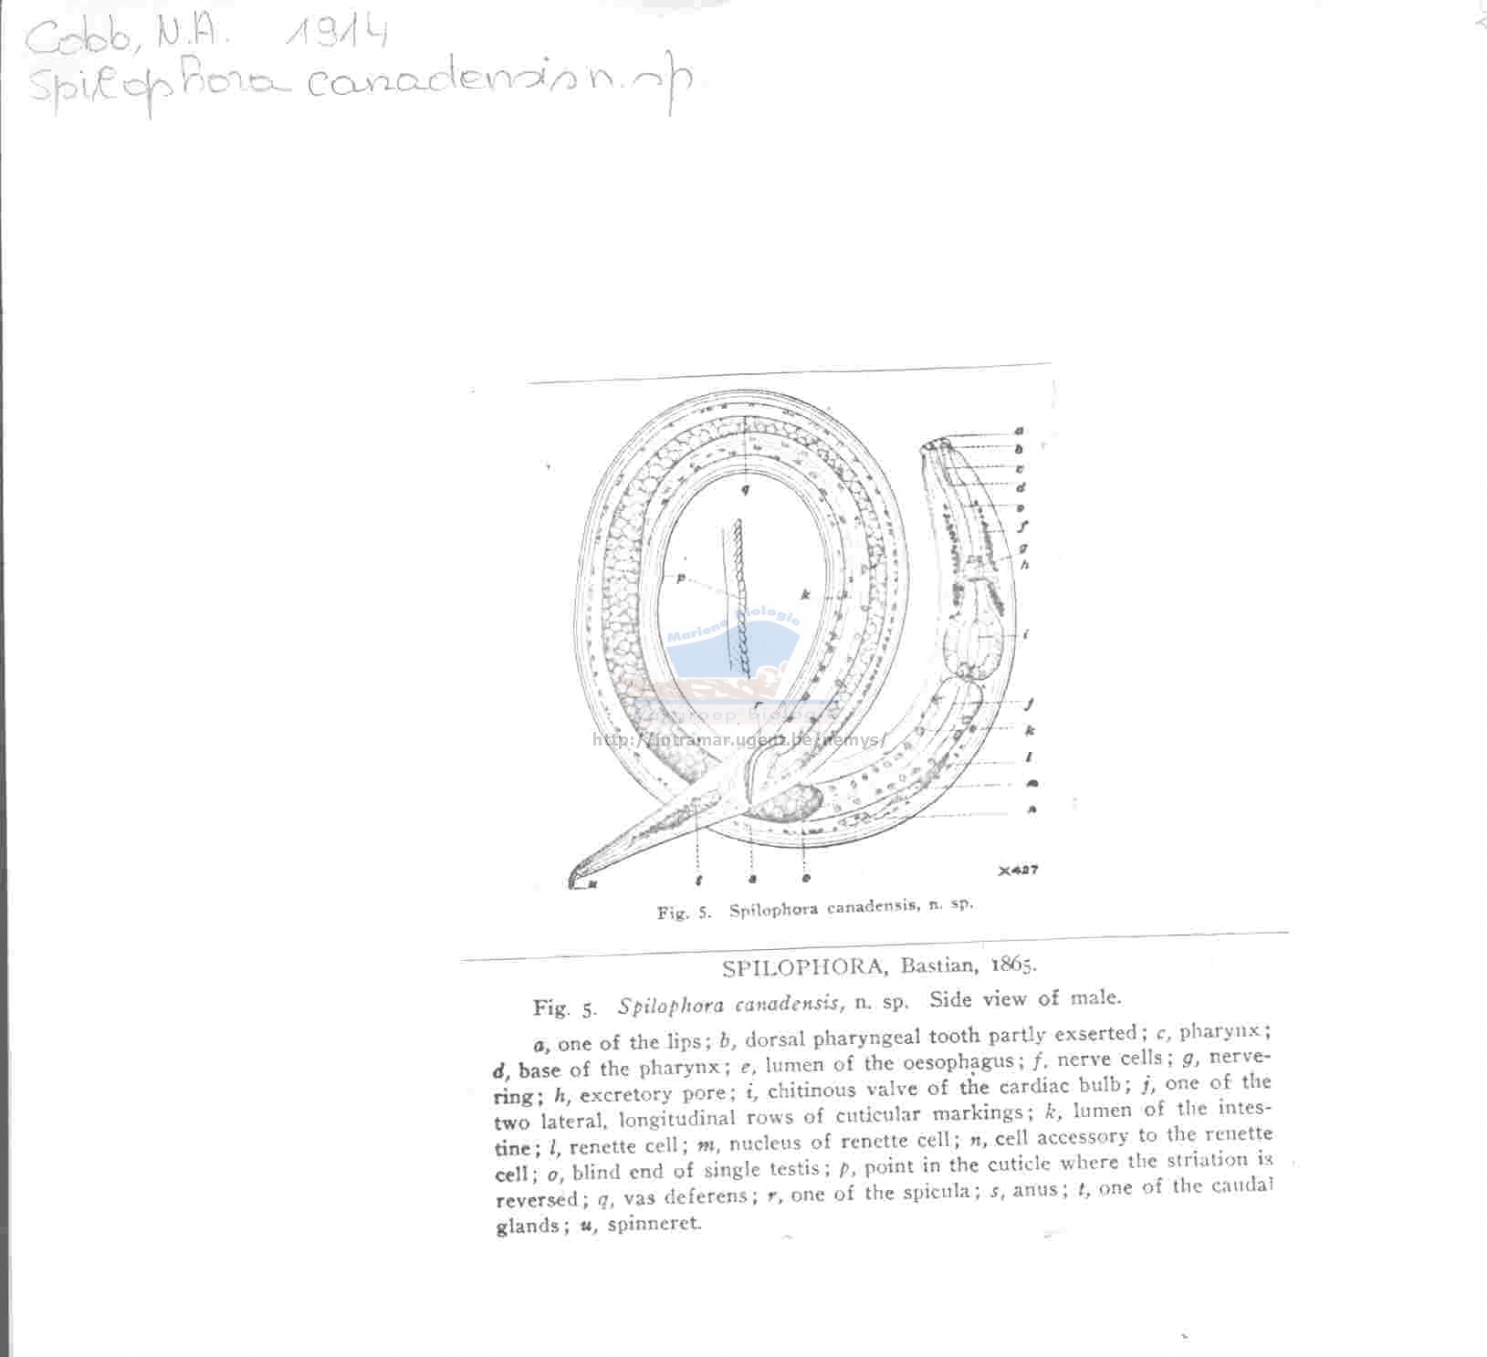 Cobb, N.A. 1914
Spilophora canadensis n. sp.
a
b
c
d
e
f
g
h
i
j
k
l
m
n
q
p
k
r
u
t
s
o
X427
Mariene Biologie
Vakgroep Biologie
http://intramar.ugent.be/nemys/
Fig. 5. Spilophora canadensis, n. sp.
SPILOPHORA, Bastian, 1865.
Fig. 5. Spilophora canadensis, n. sp. Side view of male.
a, one of the lips; b, dorsal pharyngeal tooth partly exserted; c, pharynx;
d, base of the pharynx; e, lumen of the oesophagus; f, nerve cells; g, nerve-
ring; h, excretory pore; i, chitinous valve of the cardiac bulb; j, one of the
two lateral, longitudinal rows of cuticular markings; k, lumen of the intes-
tine; l, renette cell; m, nucleus of renette cell; n, cell accessory to the renette
cell; o, blind end of single testis; p, point in the cuticle where the striation is
reversed; q, vas deferens; r, one of the spicula; s, anus; t, one of the caudal
glands; u, spinneret.